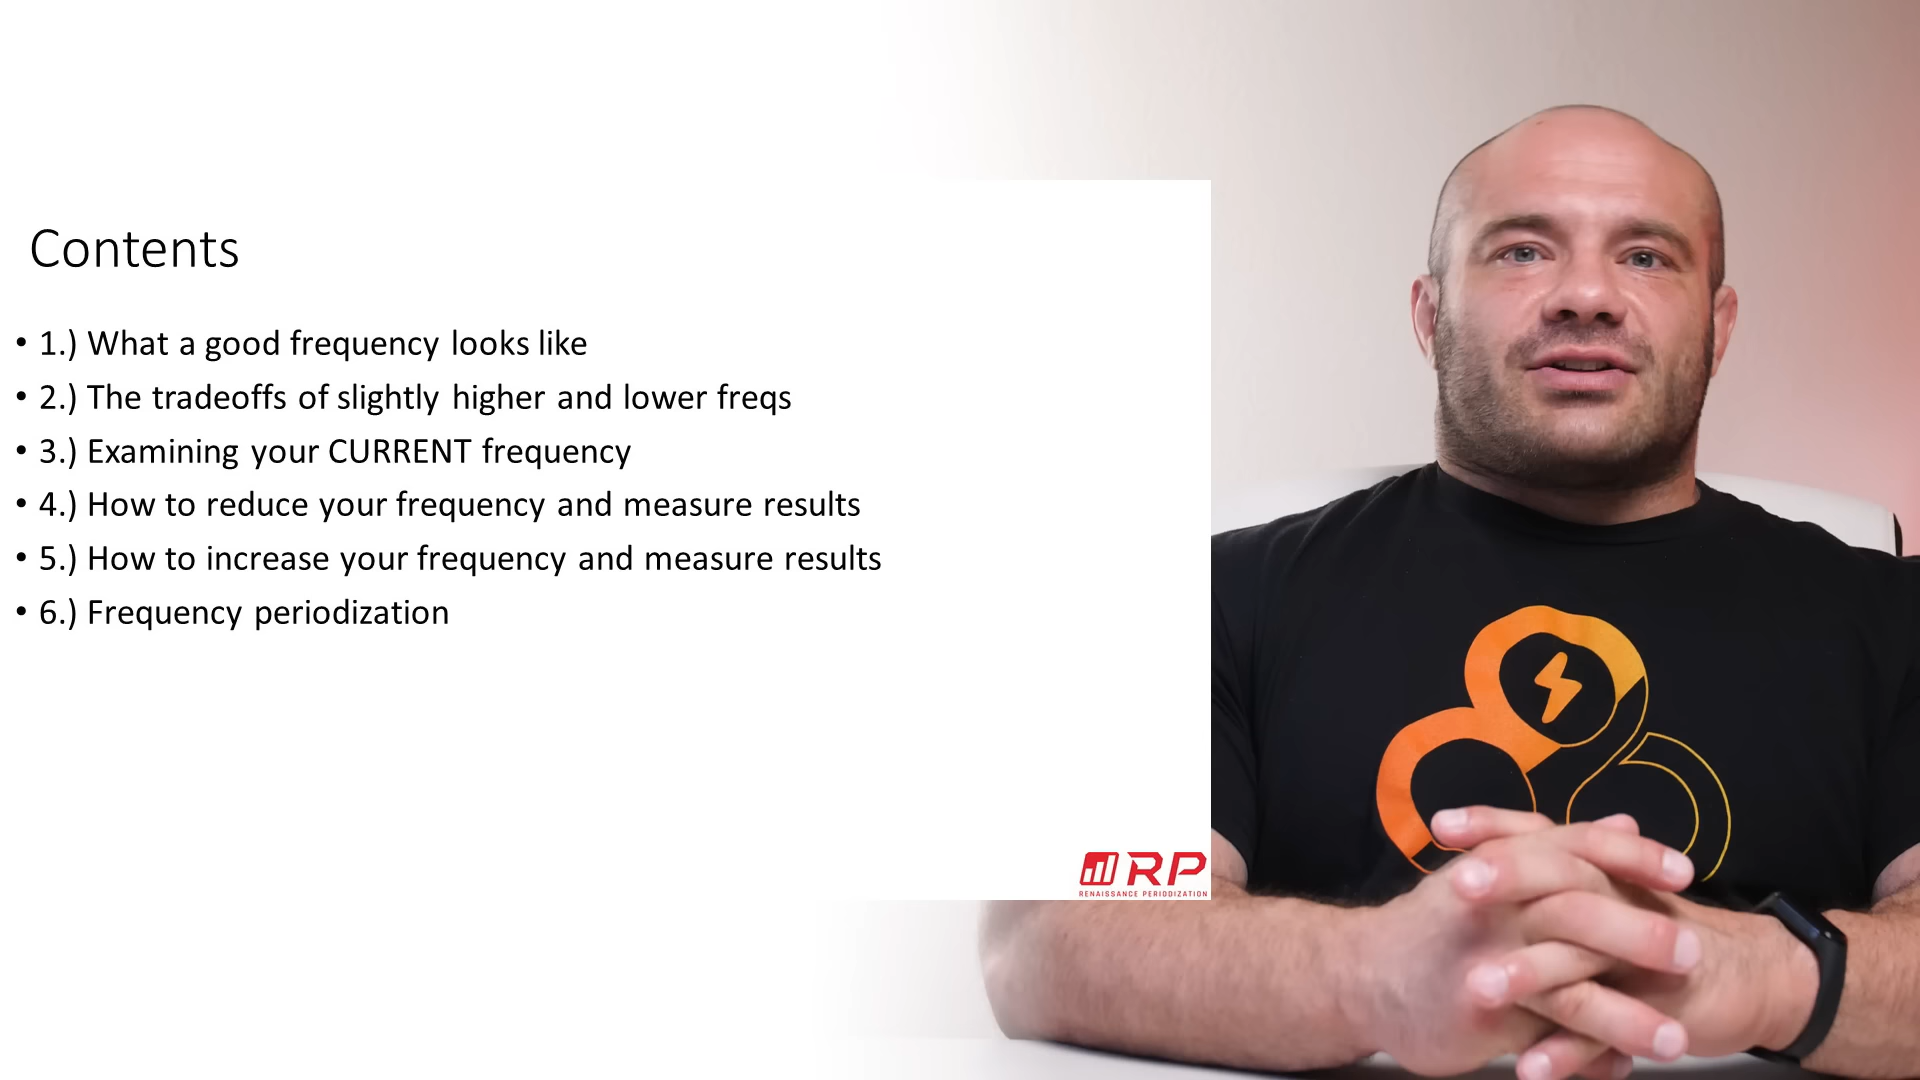 Contents
• 1.) What a good frequency looks like
• 2.) The tradeoffs of slightly higher and lower freqs
• 3.) Examining your CURRENT frequency
• 4.) How to reduce your frequency and measure results
• 5.) How to increase your frequency and measure results
• 6.) Frequency periodization
RP
RENAISSANCE PERIODIZATION